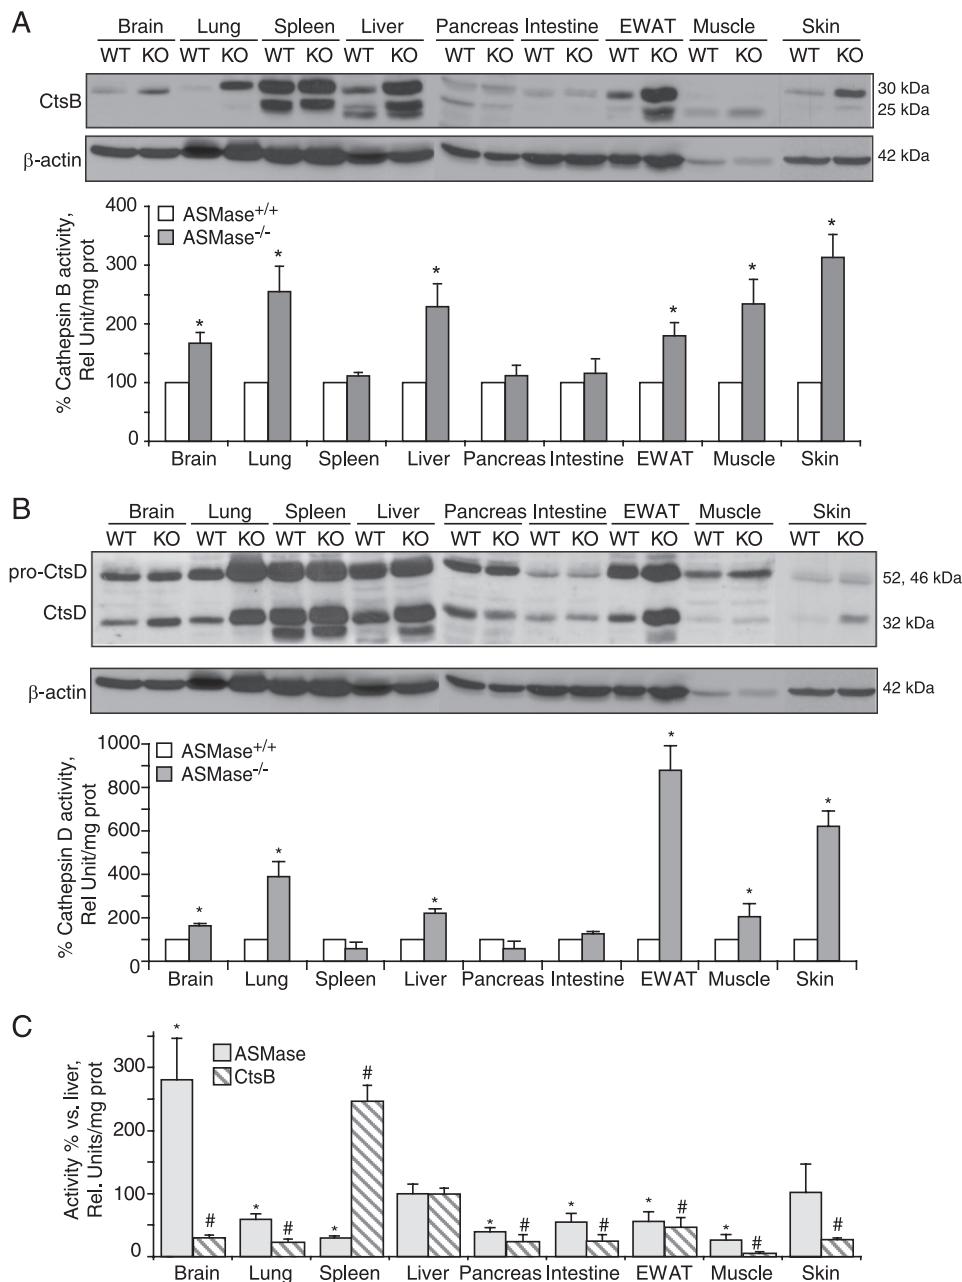 A
Brain Lung Spleen Liver Pancreas Intestine EWAT Muscle Skin
WT KO WT KO WT KO WT KO WT KO WT KO WT KO WT KO WT KO
CtsB
30 kDa
25 kDa
β-actin
42 kDa
% Cathepsin B activity,
Rel Unit/mg prot
400
300
200
100
0
ASMase+/+
ASMase-/-
* * * * * *
Brain Lung Spleen Liver Pancreas Intestine EWAT Muscle Skin
B
Brain Lung Spleen Liver Pancreas Intestine EWAT Muscle Skin
WT KO WT KO WT KO WT KO WT KO WT KO WT KO WT KO WT KO
pro-CtsD
52, 46 kDa
CtsD
32 kDa
β-actin
42 kDa
% Cathepsin D activity,
Rel Unit/mg prot
1000
800
600
400
200
0
ASMase+/+
ASMase-/-
* * * * * *
Brain Lung Spleen Liver Pancreas Intestine EWAT Muscle Skin
C
Activity % vs. liver,
Rel. Units/mg prot
300
200
100
0
ASMase
CtsB
* # * # * # * # * # * # * # #
Brain Lung Spleen Liver Pancreas Intestine EWAT Muscle Skin